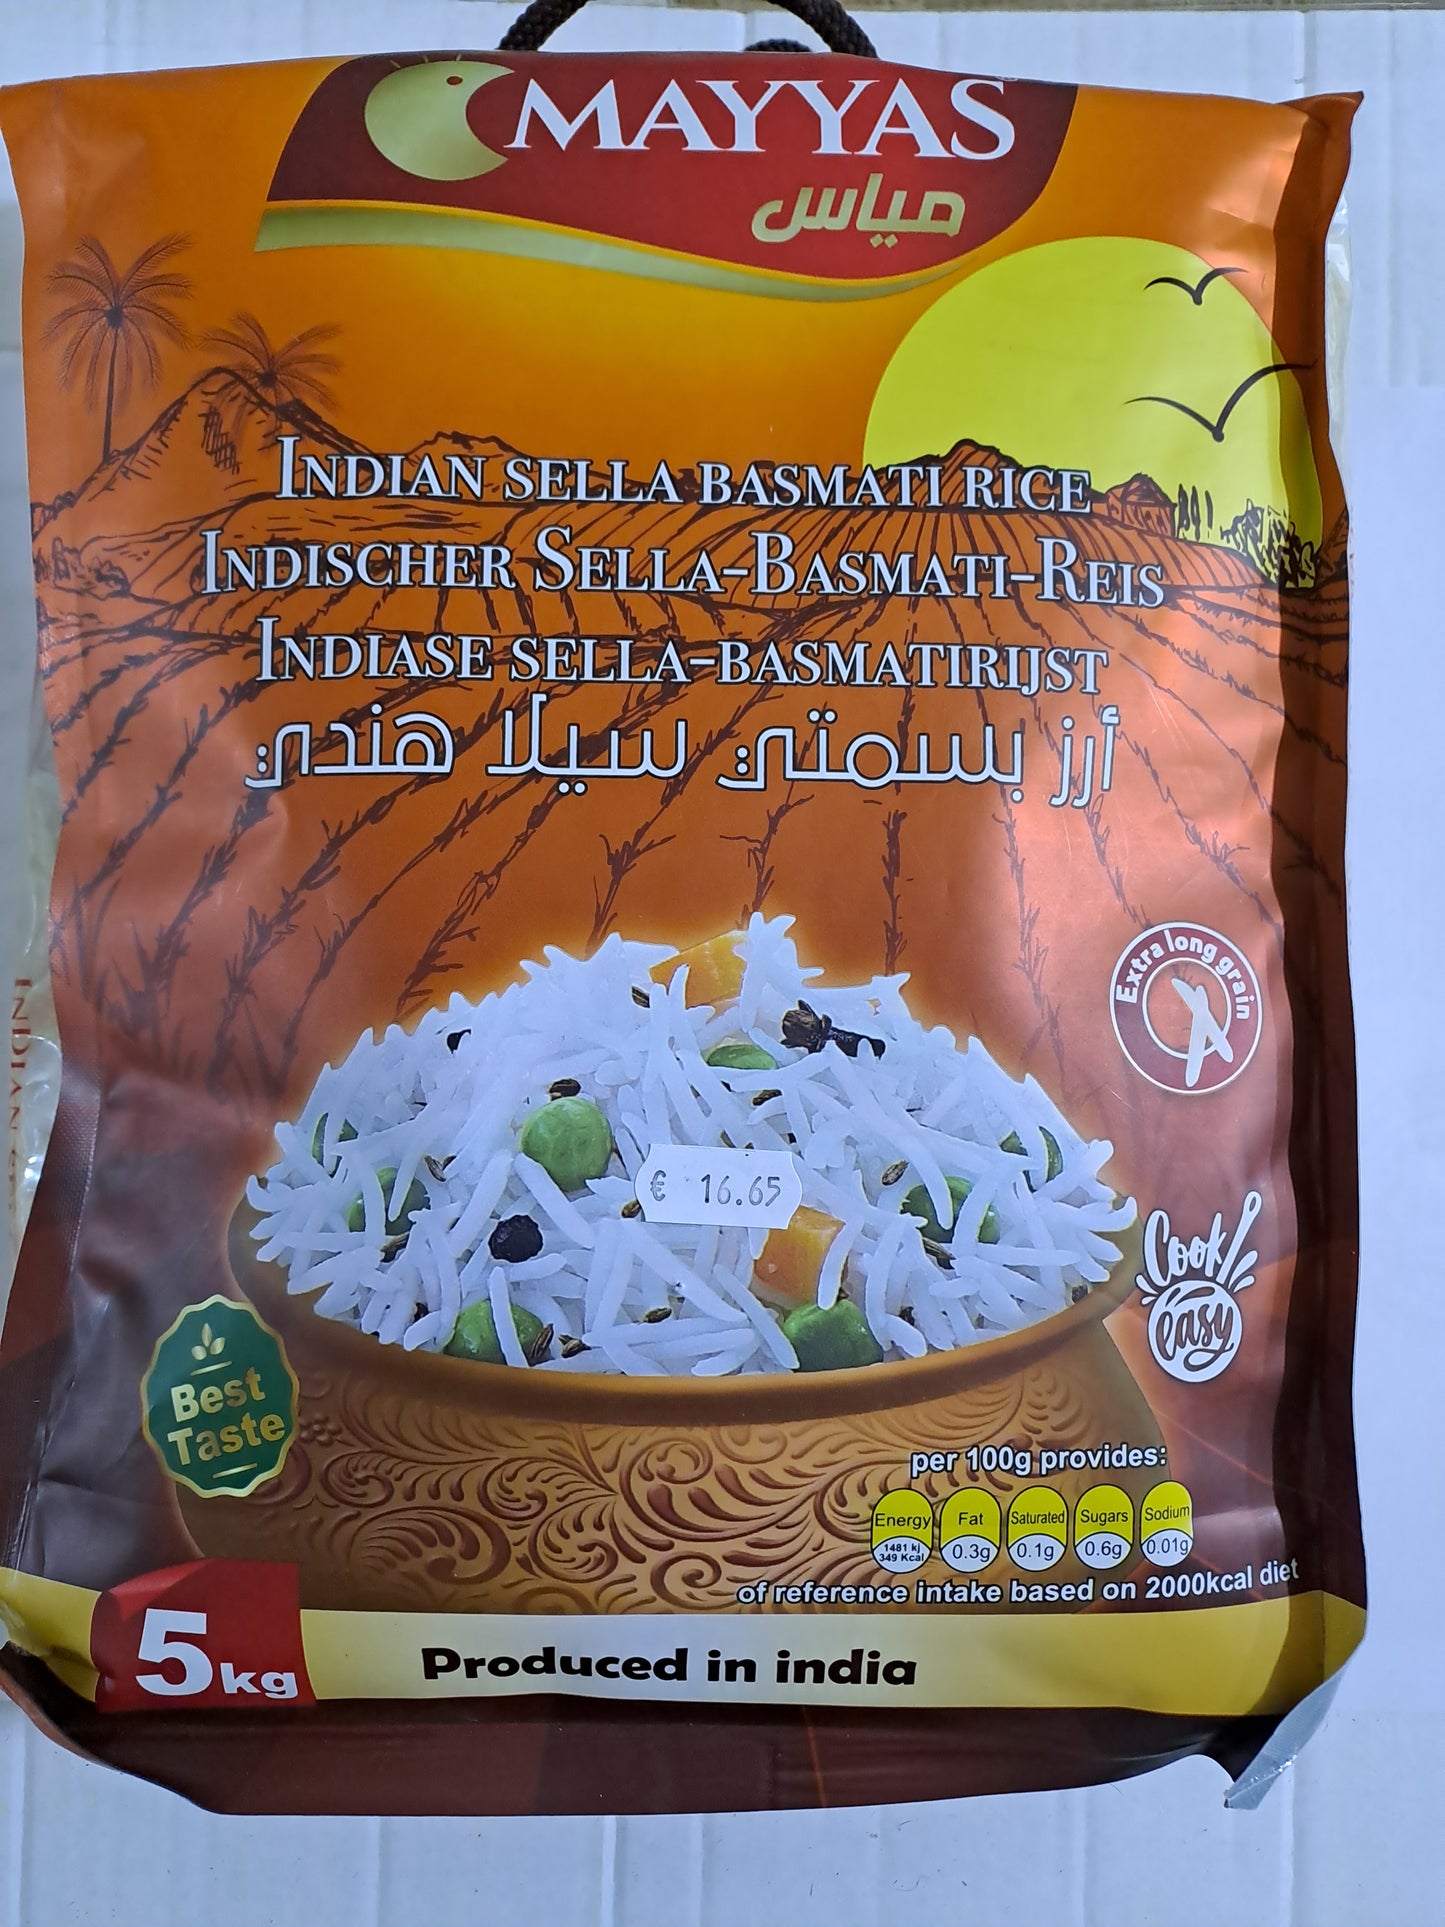 MAYYAS
مياس
INDIAN SELLA BASMATI RICE
INDISCHER SELLA-BASMATI-REIS
INDIASE SELLA-BASMATIRIJST
أرز بسمتي سيلا هندي
Extra long grain
€ 16.65
Cook
easy
Best
Taste
per 100g provides:
Energy Fat Saturated Sugars Sodium
1481 kj
349 Kcal 0.3g 0.1g 0.6g 0.01g
of reference intake based on 2000kcal diet
5kg
Produced in india